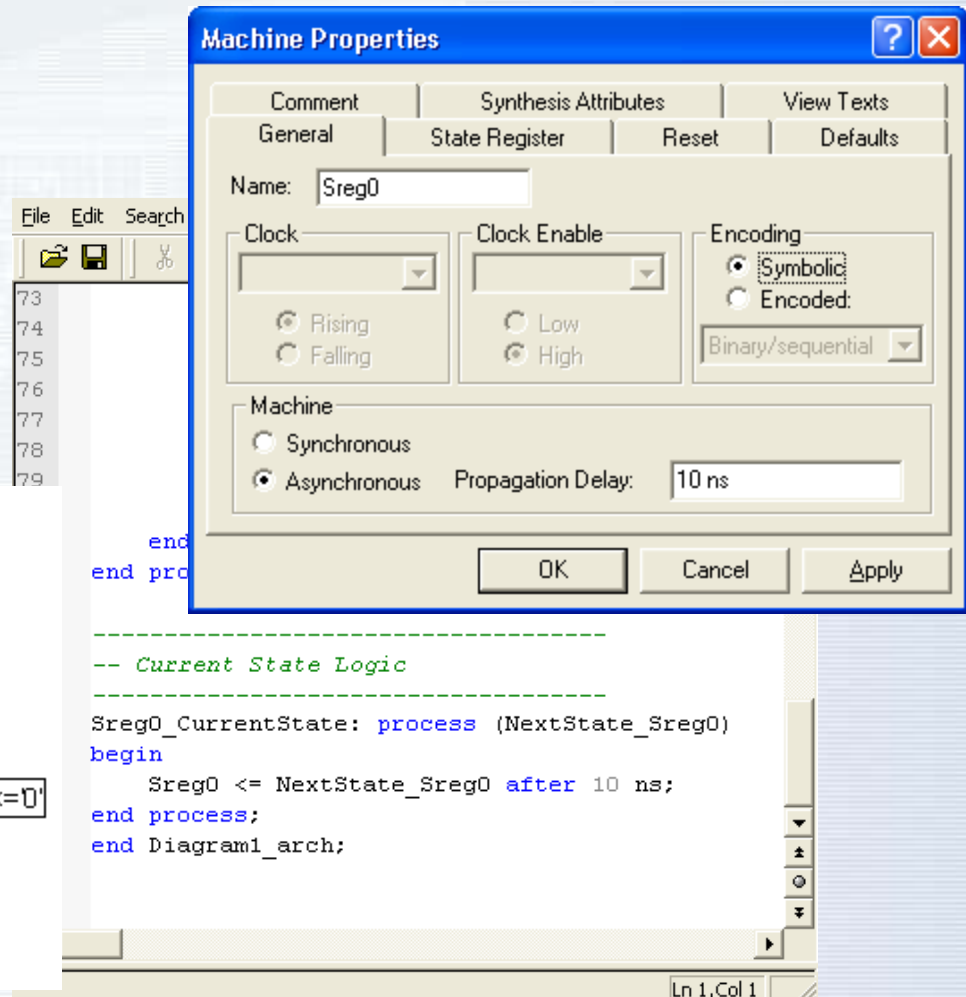 Machine Properties
Comment Synthesis Attributes View Texts
General State Register Reset Defaults
Name: Sreg0
Clock
Rising
Falling
Clock Enable
Low
High
Encoding
Symbolic
Encoded:
Binary/sequential
Machine
Synchronous
Asynchronous Propagation Delay: 10 ns
OK Cancel Apply
File Edit Search
73
74
75
76
77
78
79
end
end pro
-----------------------------------
-- Current State Logic
-----------------------------------
Sreg0_CurrentState: process (NextState_Sreg0)
begin
Sreg0 <= NextState_Sreg0 after 10 ns;
end process;
end Diagram1_arch;
='0'
Ln 1,Col 1